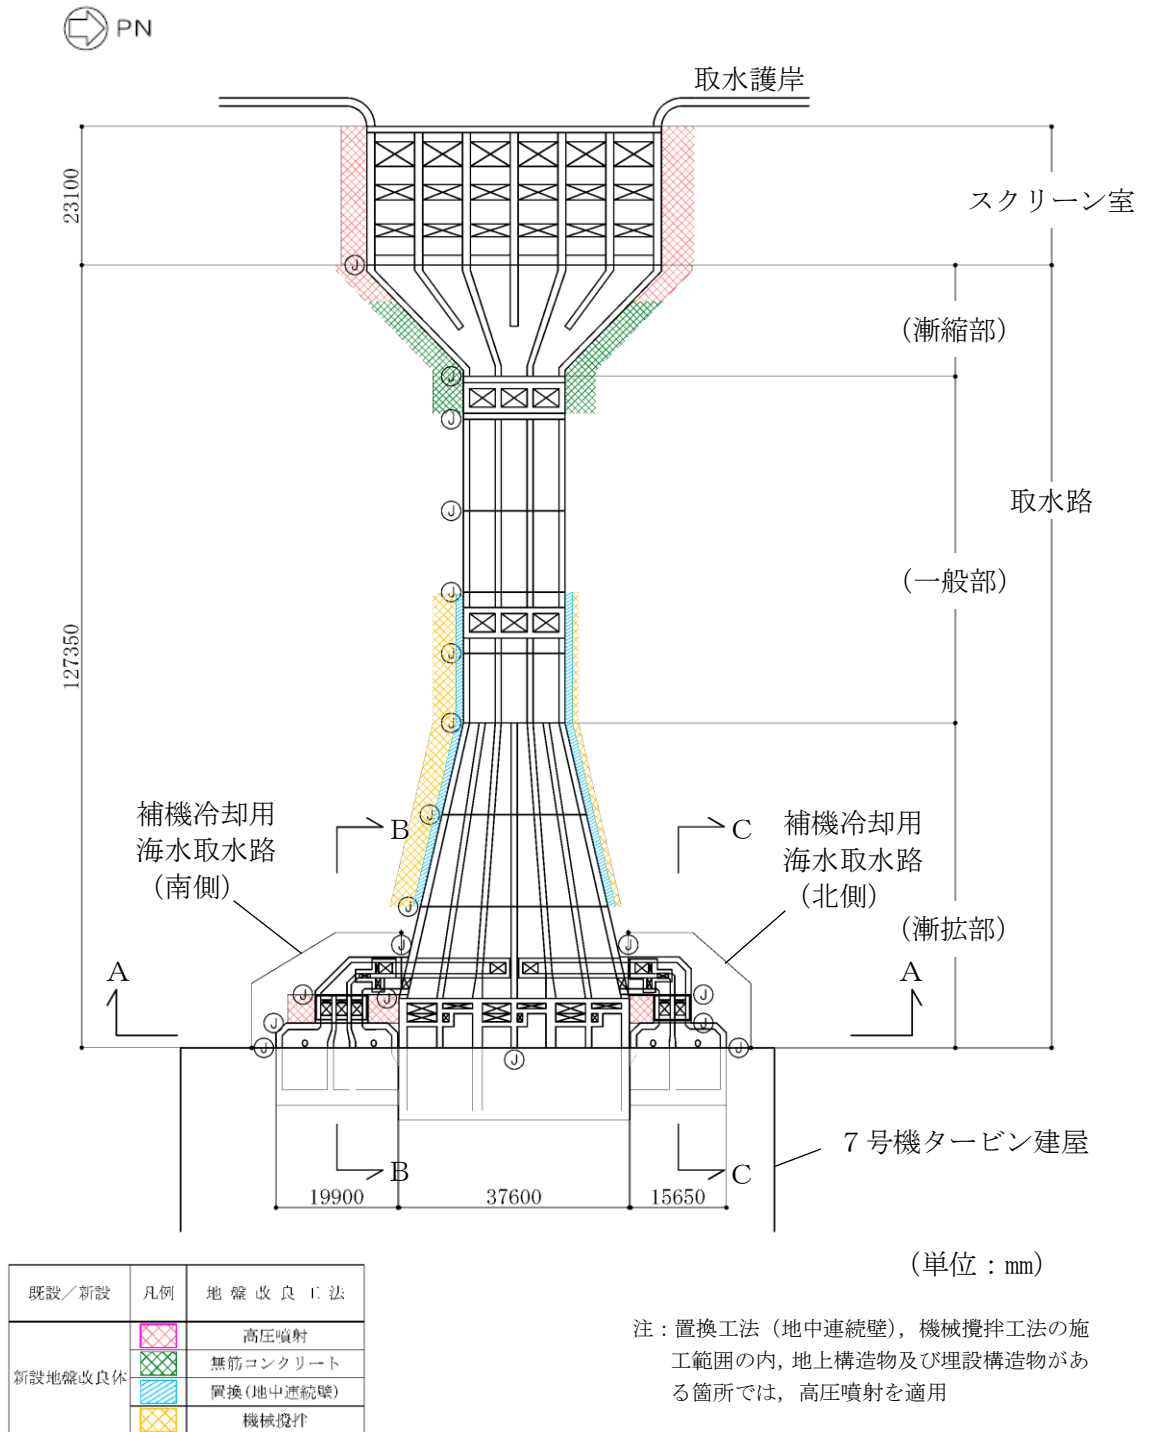 PN
取水護岸
23100
スクリーン室
J
(漸縮部)
J
J
取水路
J
(一般部)
J
127350
J
J
補機冷却用
海水取水路
(南側)
B
J
C
補機冷却用
海水取水路
(北側)
J
(漸拡部)
J
J
A
A
J
J
J
J
J
J
J
J
7号機タービン建屋
B
C
19900
37600
15650
(単位:mm)
既設/新設 凡例 地盤改良工法
新設地盤改良体
高圧噴射
無筋コンクリート
置換(地中連続壁)
機械攪拌
注:置換工法(地中連続壁),機械攪拌工法の施
工範囲の内,地上構造物及び埋設構造物があ
る箇所では,高圧噴射を適用